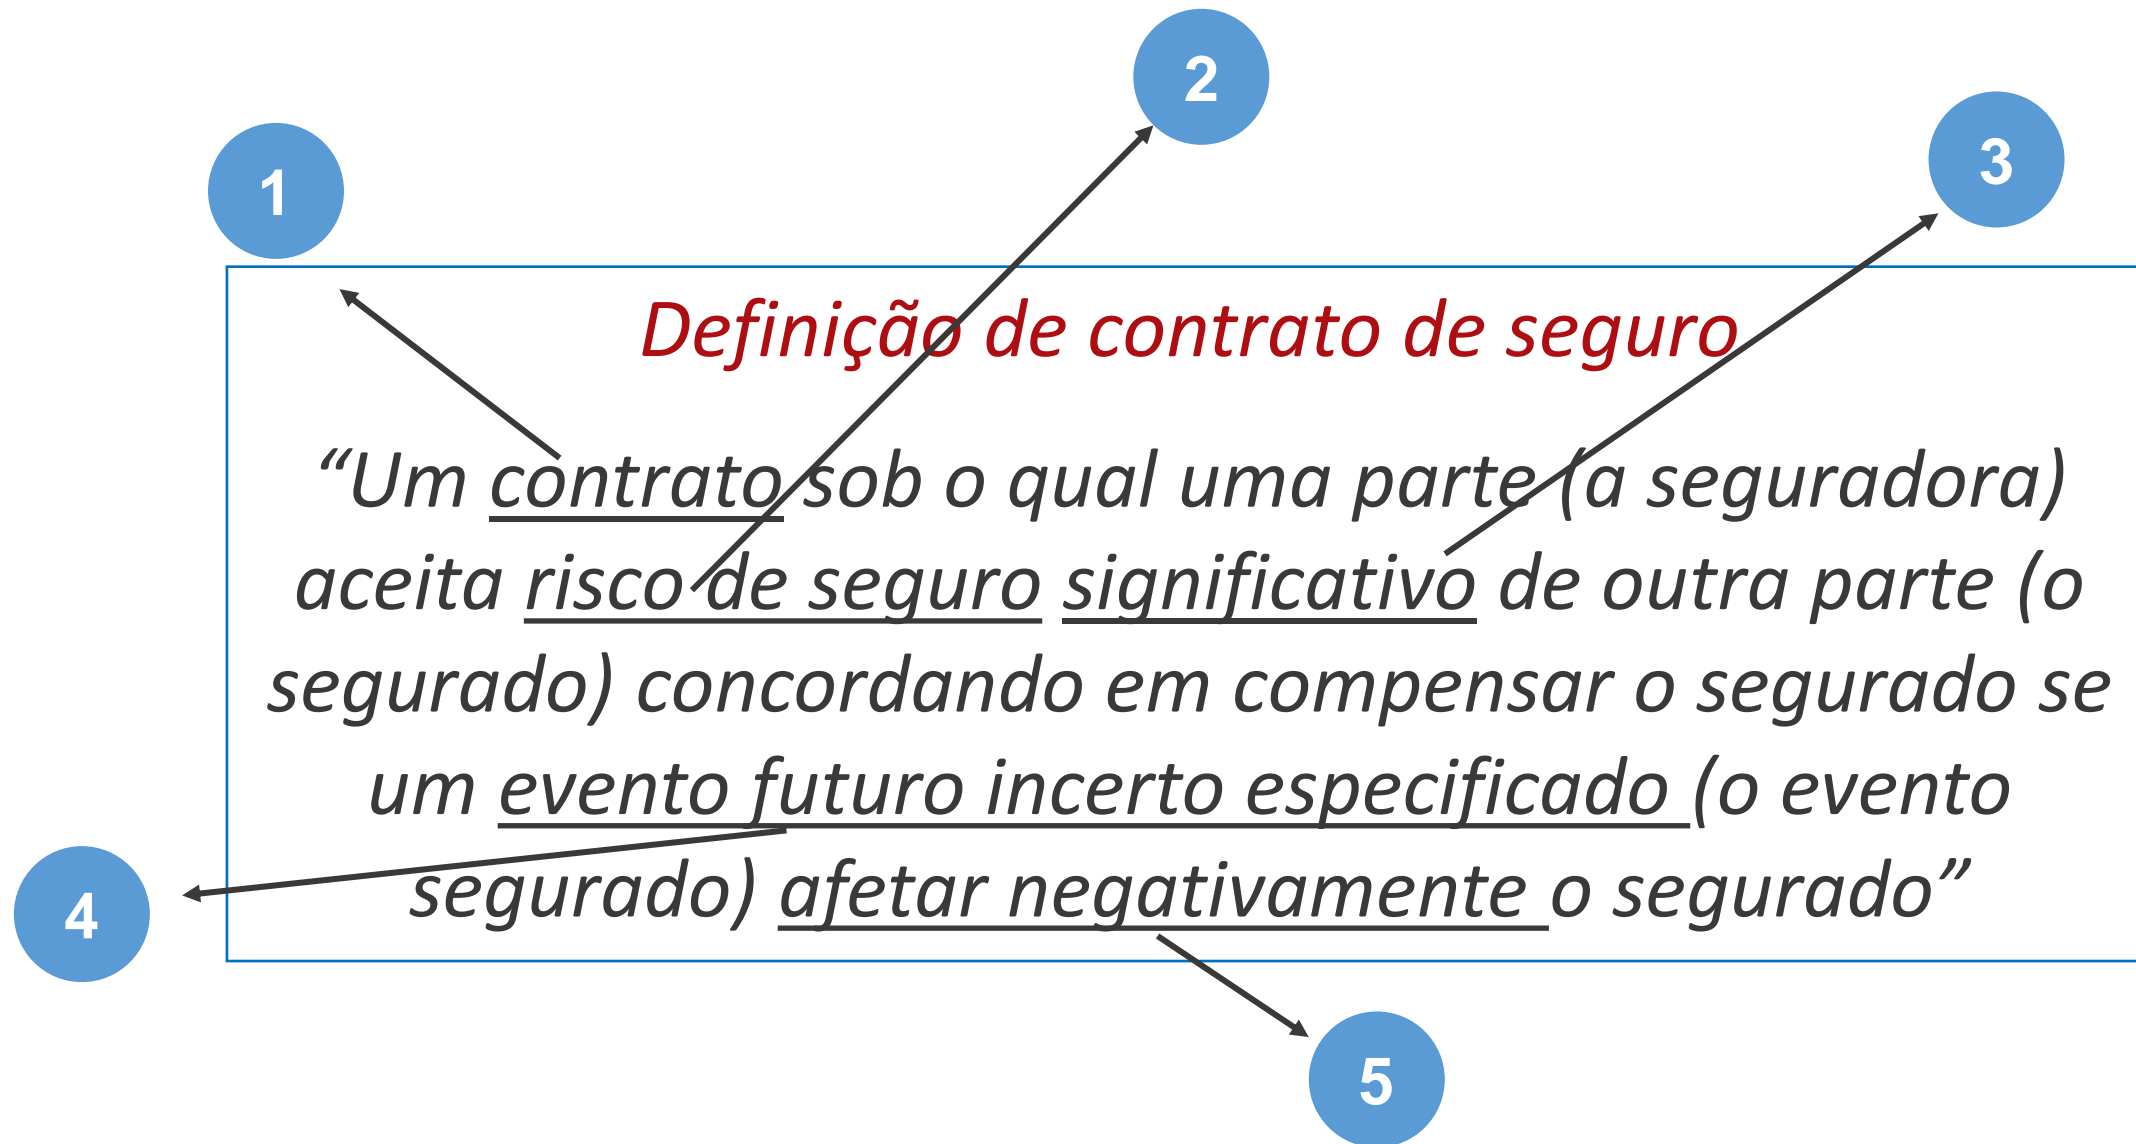 2
3
1
Definição de contrato de seguro
“Um contrato sob o qual uma parte (a seguradora)
aceita risco de seguro significativo de outra parte (o
segurado) concordando em compensar o segurado se
um evento futuro incerto especificado (o evento
segurado) afetar negativamente o segurado”
4
5